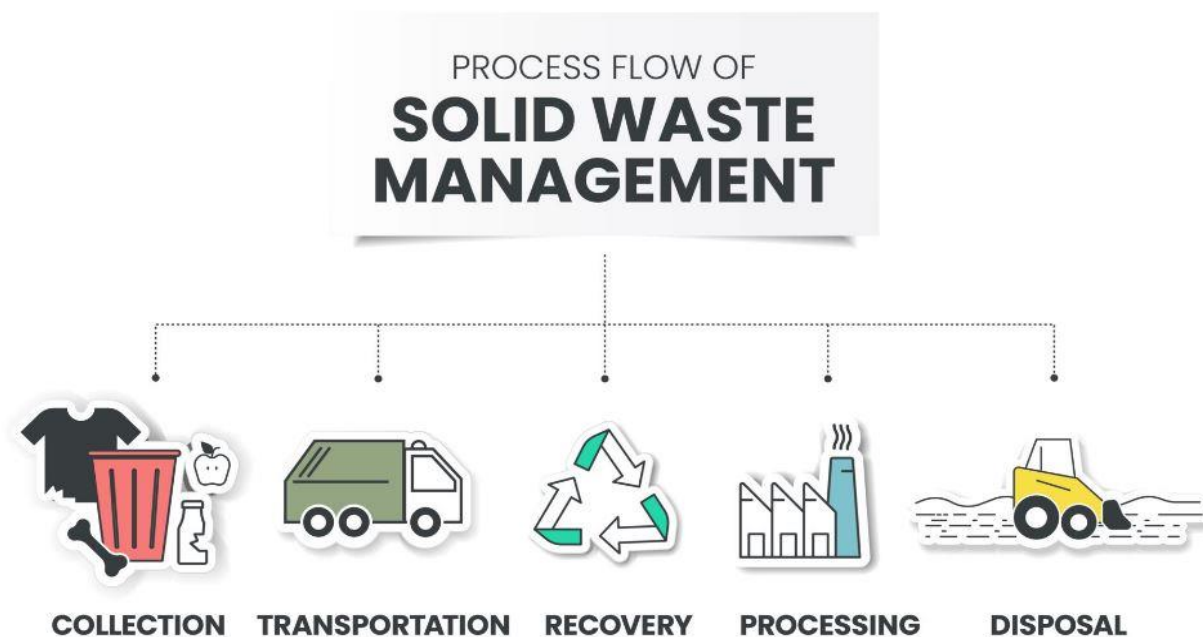 PROCESS FLOW OF
SOLID WASTE
MANAGEMENT
COLLECTION
TRANSPORTATION
RECOVERY
PROCESSING
DISPOSAL